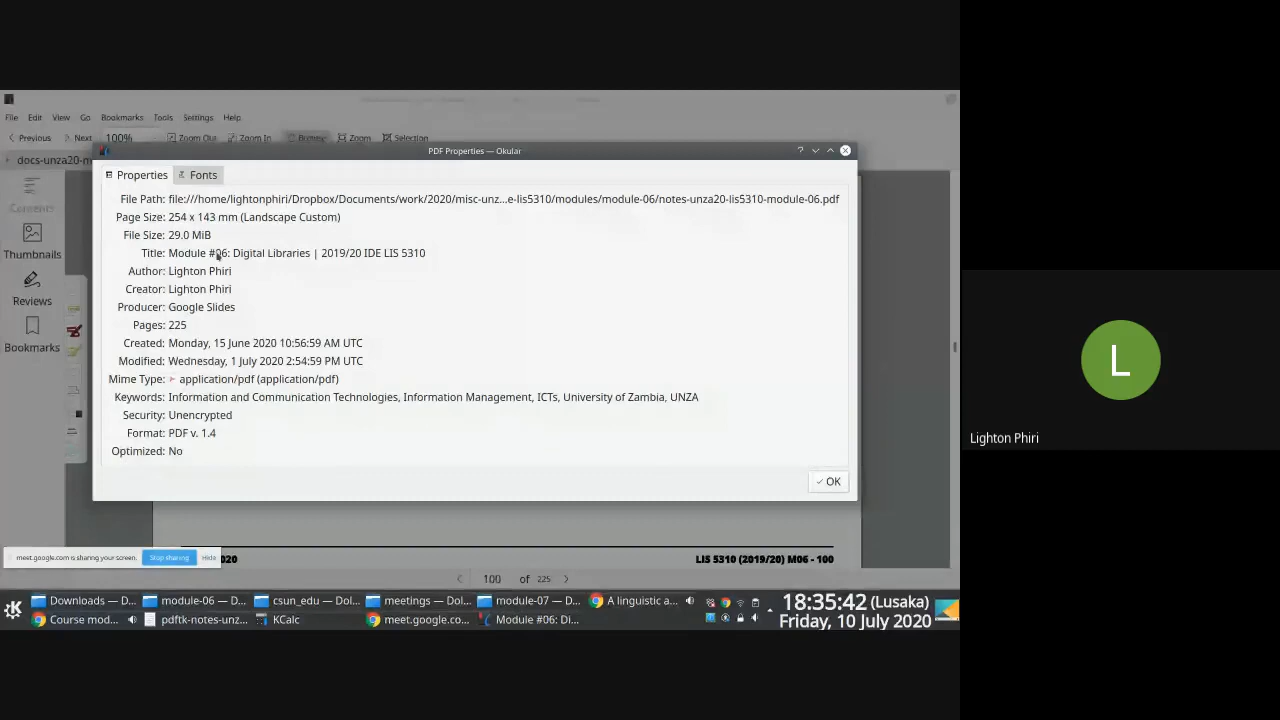 File Edit View Go Bookmarks Tools Settings Help
Previous Next 100% Zoom Out Zoom In Browse Zoom Selection
docs-unza20-m
PDF Properties — Okular
Properties Fonts
File Path: file:///home/lightonphiri/Dropbox/Documents/work/2020/misc-unz...e-lis5310/modules/module-06/notes-unza20-lis5310-module-06.pdf
Page Size: 254 x 143 mm (Landscape Custom)
File Size: 29.0 MiB
Title: Module #06: Digital Libraries | 2019/20 IDE LIS 5310
Author: Lighton Phiri
Creator: Lighton Phiri
Producer: Google Slides
Pages: 225
Created: Monday, 15 June 2020 10:56:59 AM UTC
Modified: Wednesday, 1 July 2020 2:54:59 PM UTC
Mime Type: application/pdf (application/pdf)
Keywords: Information and Communication Technologies, Information Management, ICTs, University of Zambia, UNZA
Security: Unencrypted
Format: PDF v. 1.4
Optimized: No
OK
Contents
Thumbnails
Reviews
Bookmarks
L
Lighton Phiri
meet.google.com is sharing your screen. Stop sharing Hide
020
LIS 5310 (2019/20) M06 - 100
100 of 225
Downloads — D... module-06 — D... csun_edu — Dol... meetings — Dol... module-07 — D... A linguistic a...
Course mod... pdftk-notes-unz... KCalc meet.google.co... Module #06: Di...
18:35:42 (Lusaka)
Friday, 10 July 2020